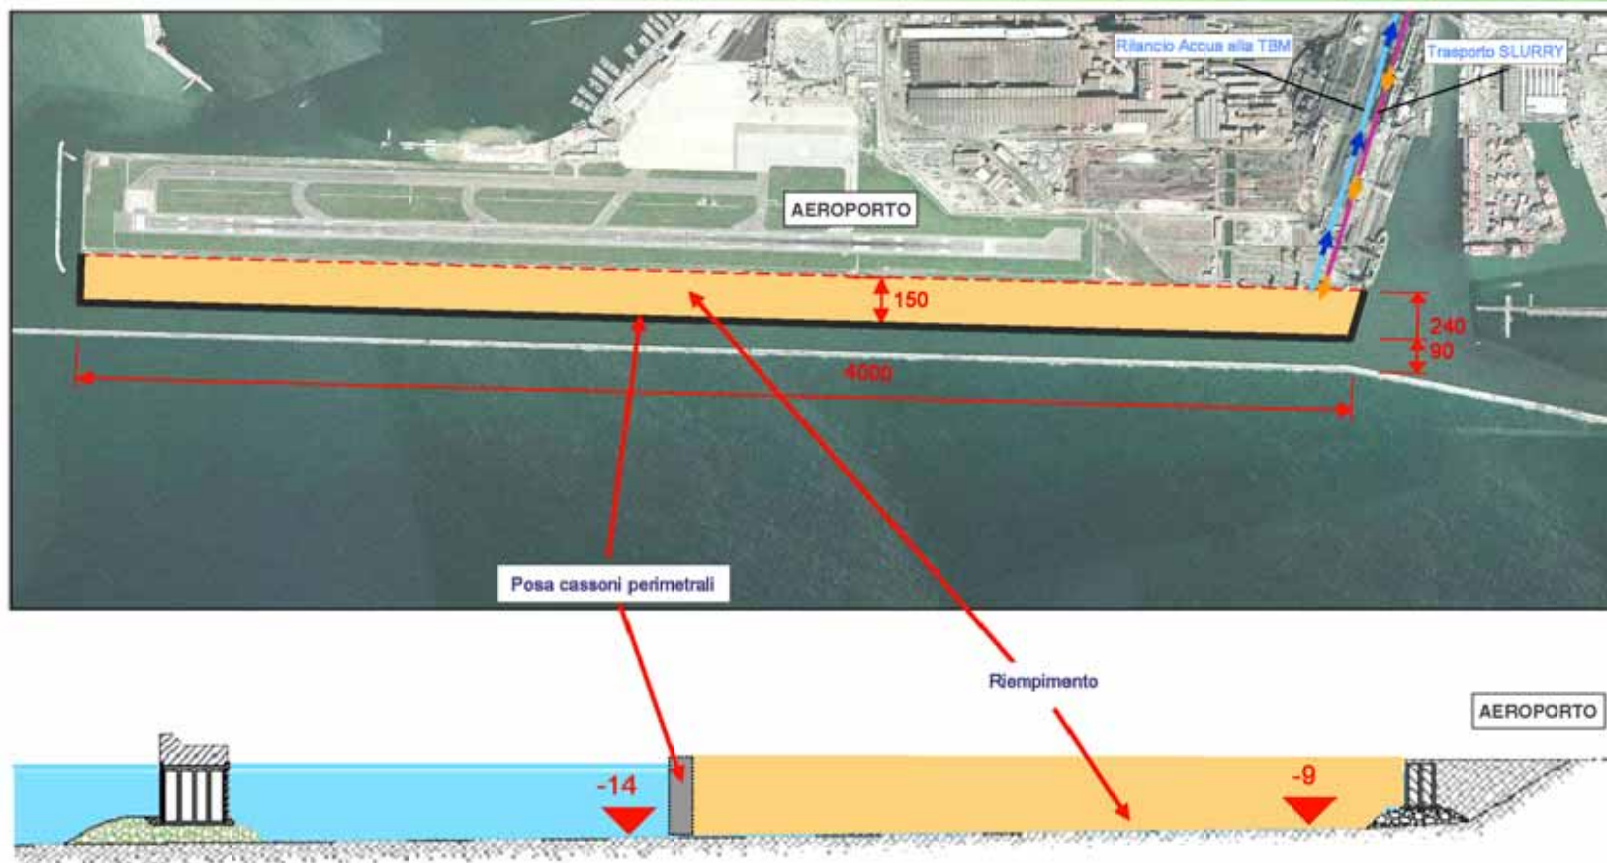 Rilancio Accua alla TBM
Trasporto SLURRY
AEROPORTO
150
240
90
4000
Posa cassoni perimetrali
Riempimento
AEROPORTO
-14
-9